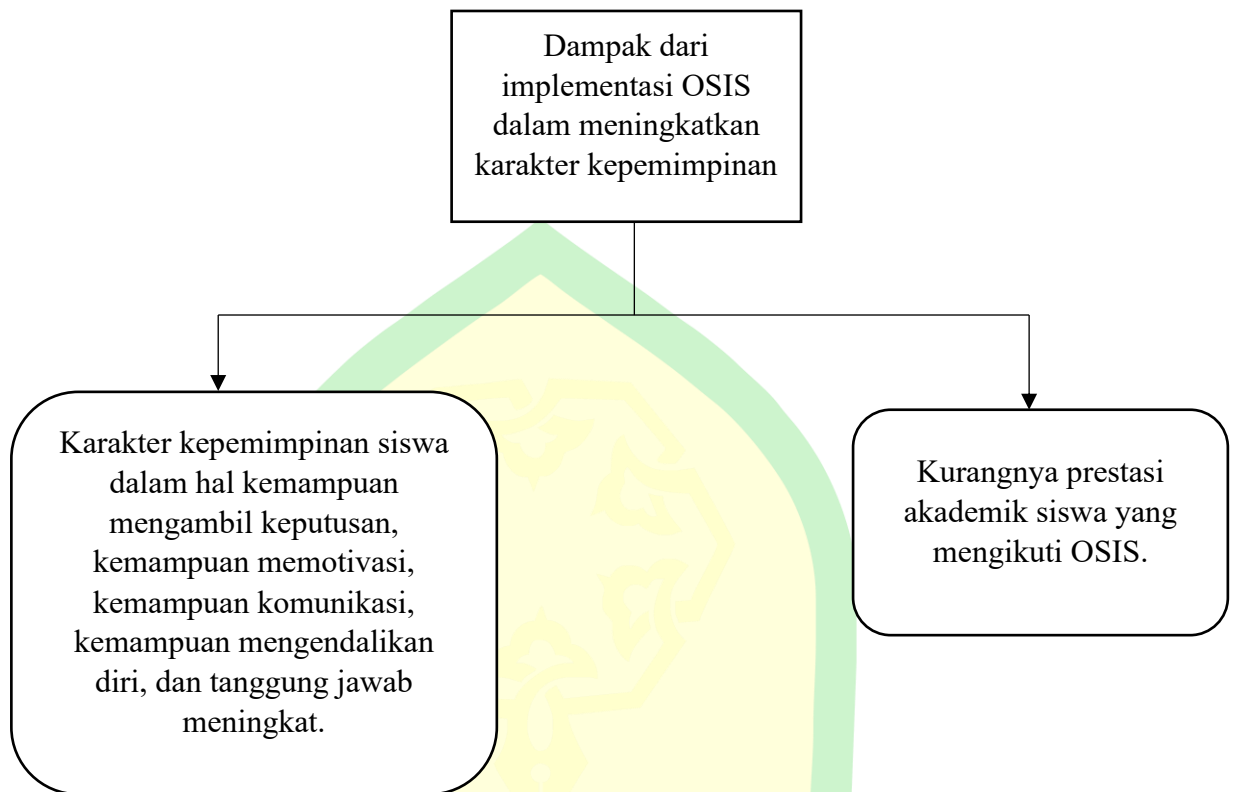 Dampak dari
implementasi OSIS
dalam meningkatkan
karakter kepemimpinan
Karakter kepemimpinan siswa
dalam hal kemampuan
mengambil keputusan,
kemampuan memotivasi,
kemampuan komunikasi,
kemampuan mengendalikan
diri, dan tanggung jawab
meningkat.
Kurangnya prestasi
akademik siswa yang
mengikuti OSIS.